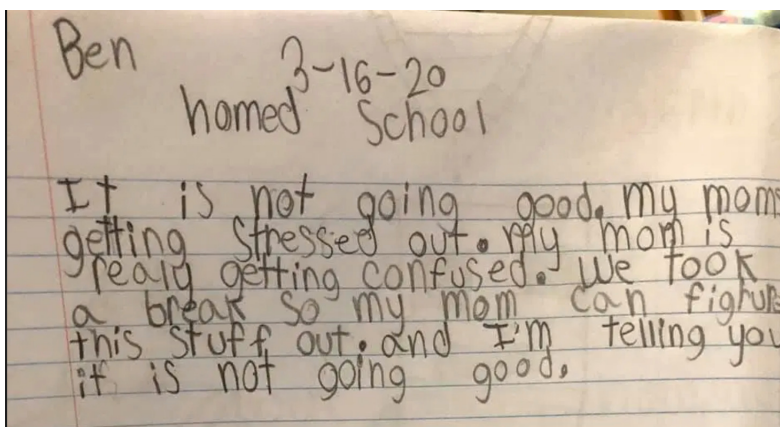 Ben
3-16-20
homed School
It is not going good. my mom
getting stressed out. My mom is
realy getting confused. We took
a break so my mom can fighur
this stuff out. and I'm telling you
it is not going good.